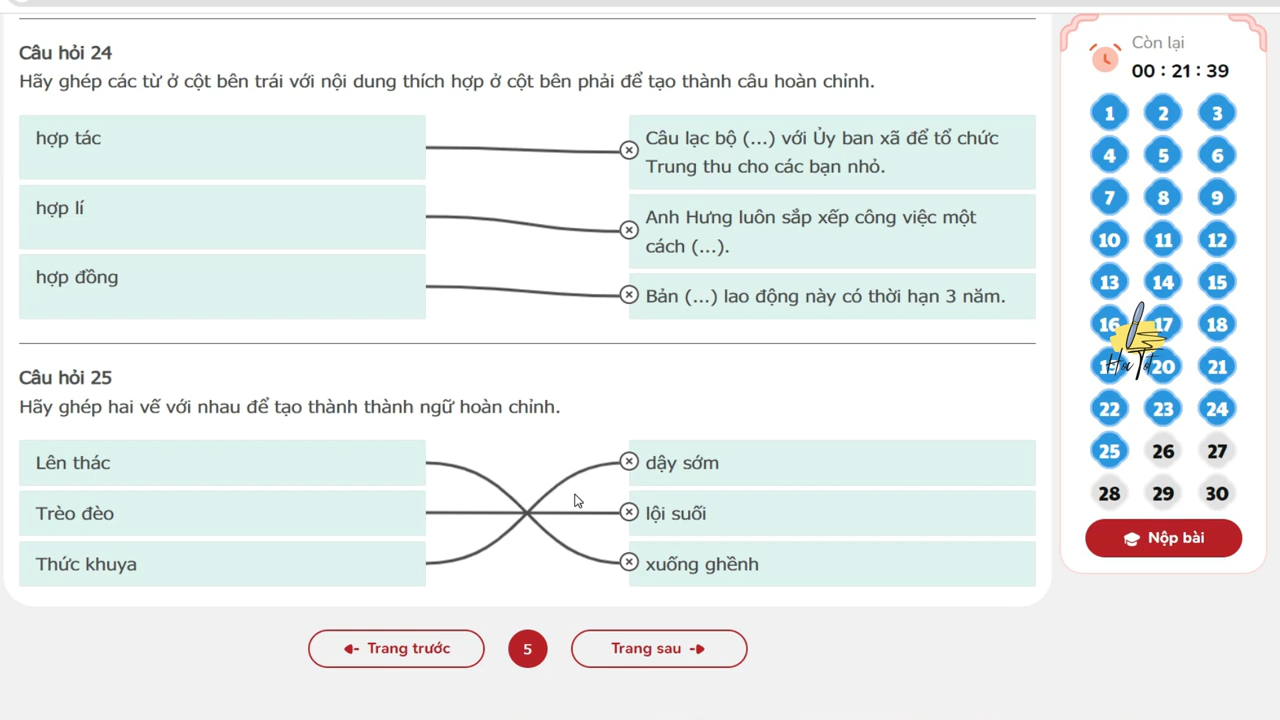 Câu hỏi 24
Hãy ghép các từ ở cột bên trái với nội dung thích hợp ở cột bên phải để tạo thành câu hoàn chỉnh.
hợp tác
Câu lạc bộ (...) với Ủy ban xã để tổ chức
Trung thu cho các bạn nhỏ.
hợp lí
Anh Hưng luôn sắp xếp công việc một
cách (...).
hợp đồng
Bản (...) lao động này có thời hạn 3 năm.
Câu hỏi 25
Hãy ghép hai vế với nhau để tạo thành thành ngữ hoàn chỉnh.
Lên thác
dậy sớm
Trèo đèo
lội suối
Thức khuya
xuống ghềnh
Trang trước
5
Trang sau
Còn lại
00 : 21 : 39
1 2 3
4 5 6
7 8 9
10 11 12
13 14 15
16 17 18
19 20 21
Học Tốt
22 23 24
25 26 27
28 29 30
Nộp bài